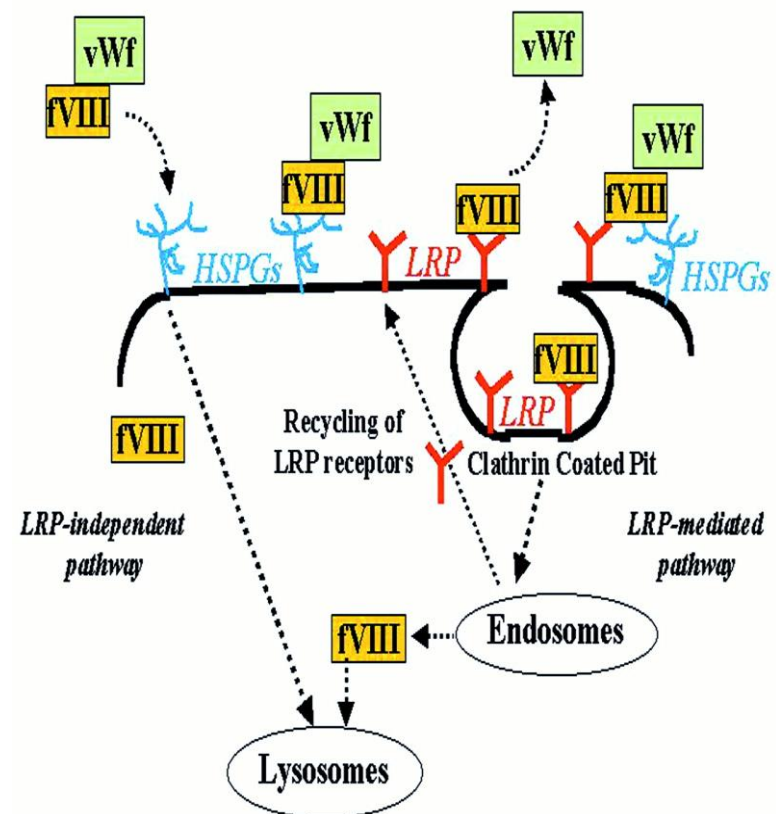 vWf
fVIII
vWf
fVIII
vWf
fVIII
vWf
fVIII
HSPGs
LRP
HSPGs
fVIII
LRP
Clathrin Coated Pit
Recycling of
LRP receptors
fVIII
LRP-independent
pathway
LRP-mediated
pathway
Endosomes
fVIII
Lysosomes